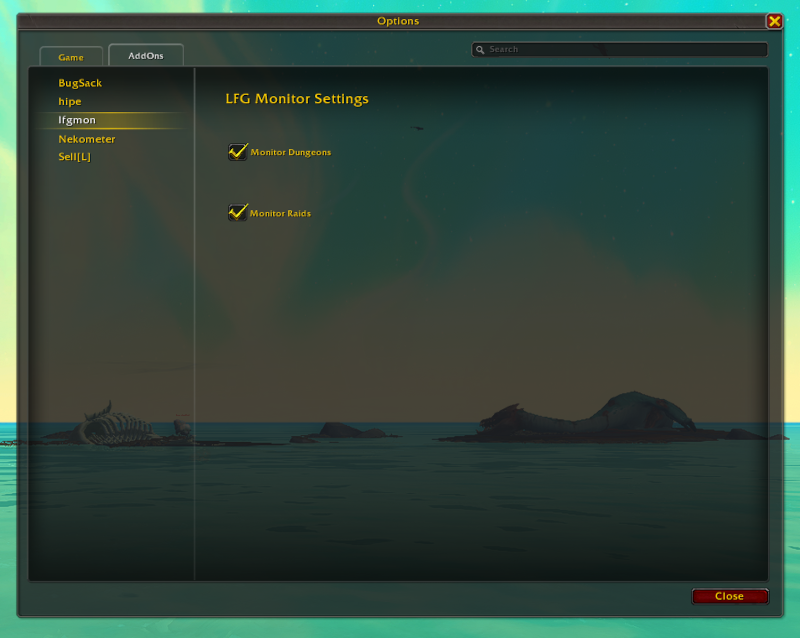 Options
Game
AddOns
Search
BugSack
hipe
lfgmon
Nekometer
Sell[L]
LFG Monitor Settings
Monitor Dungeons
Monitor Raids
Close